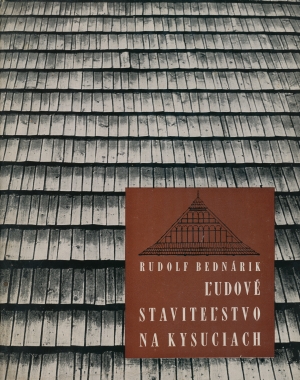 RUDOLF BEDNÁRIK
ĽUDOVÉ
STAVITEĽSTVO
NA KYSUCIACH